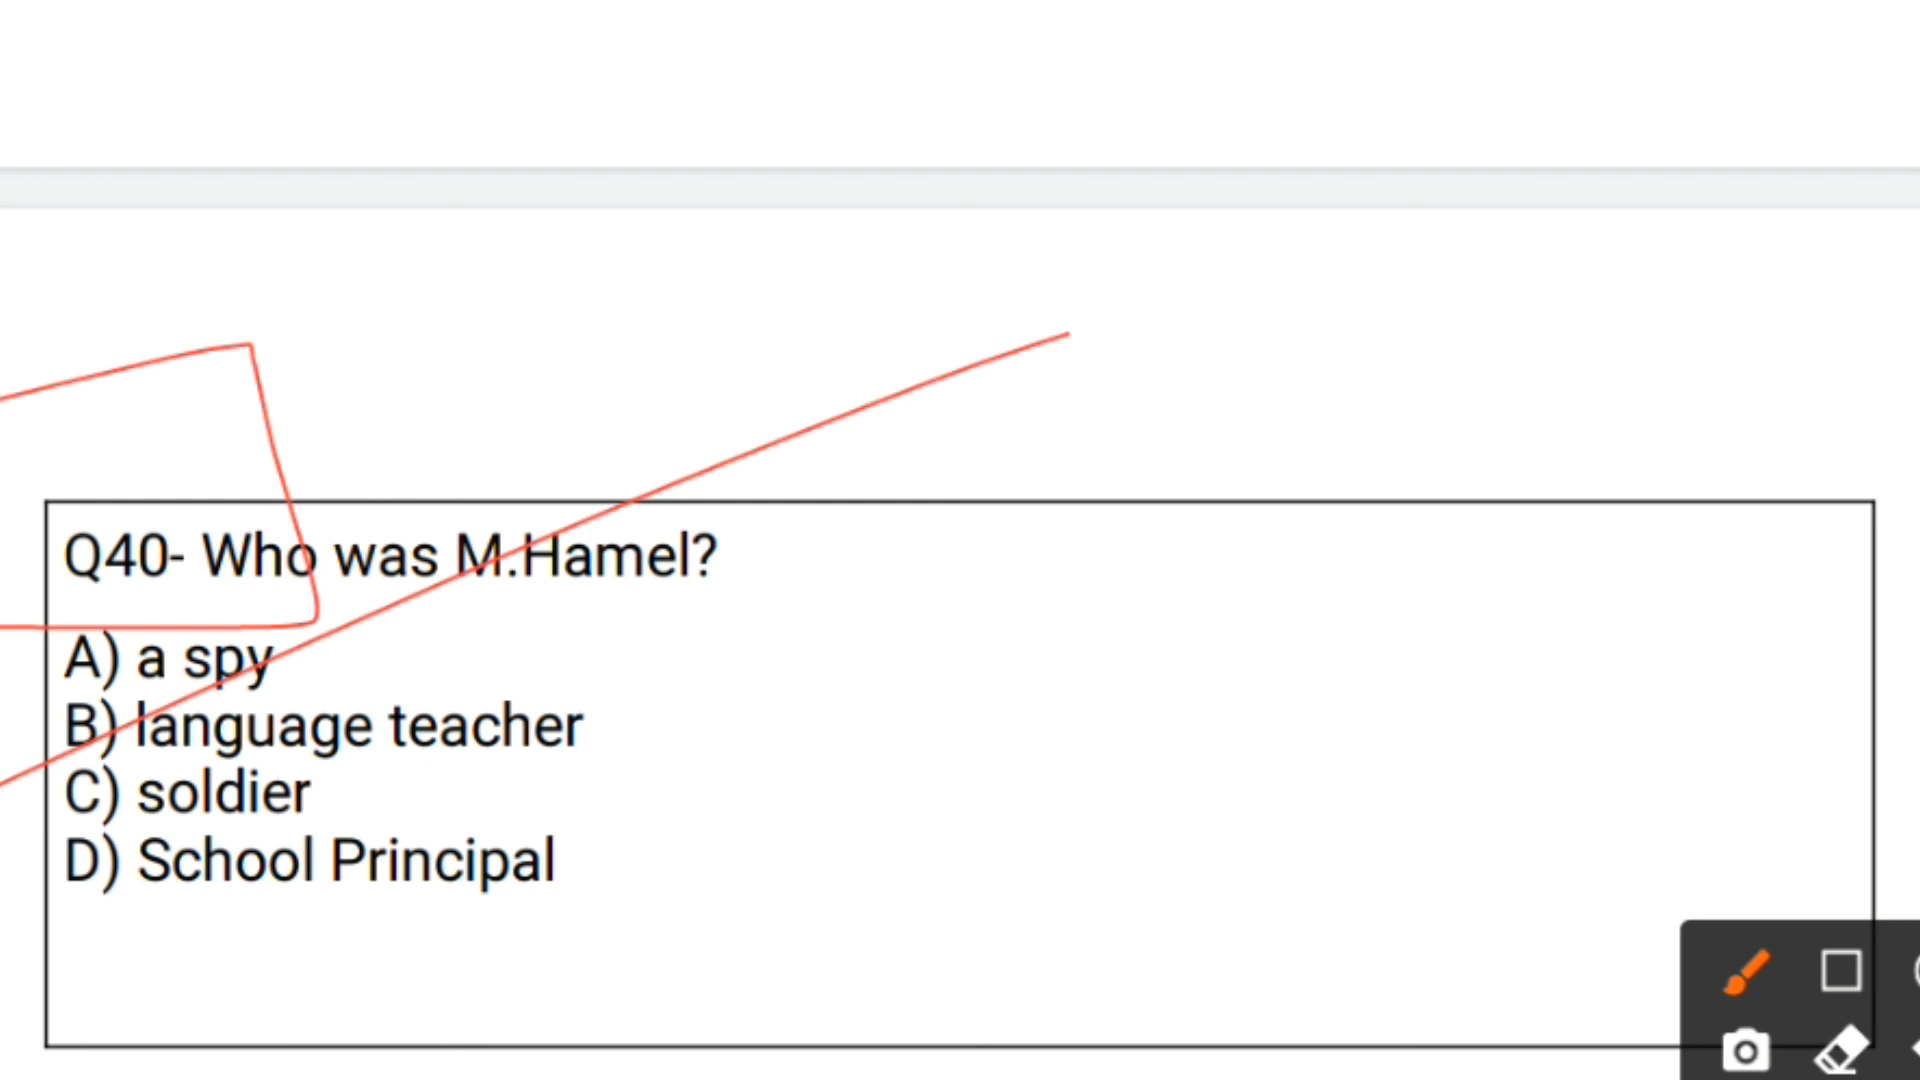 Q40- Who was M.Hamel?
A) a spy
B) language teacher
C) soldier
D) School Principal